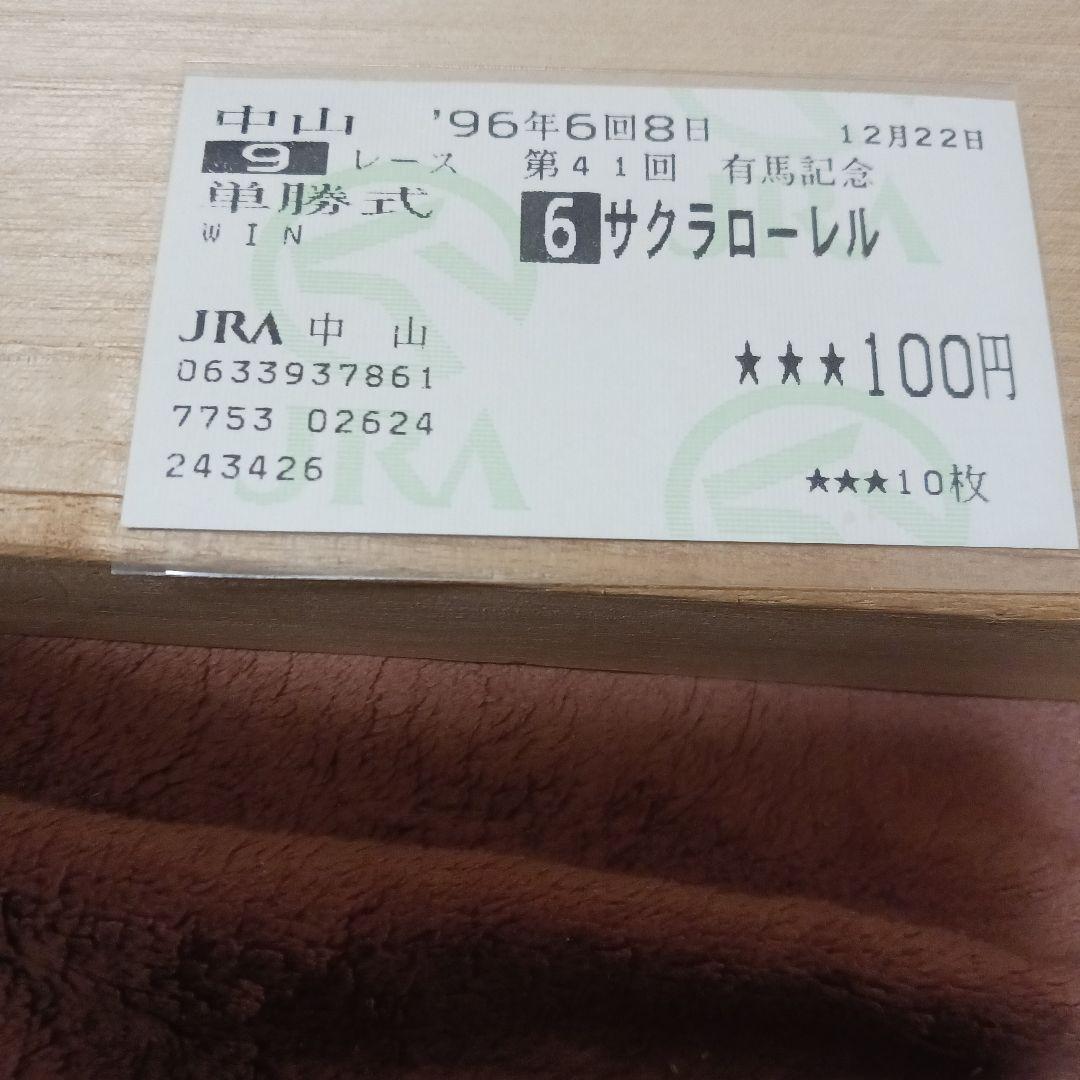 中山 '96年6回8日 12月22日
9 レース 第41回 有馬記念
単勝式
WIN
6 サクラローレル
JRA 中 山
0633937861
★★★100円
7753 02624
243426
★★★10枚
JRA
JRA